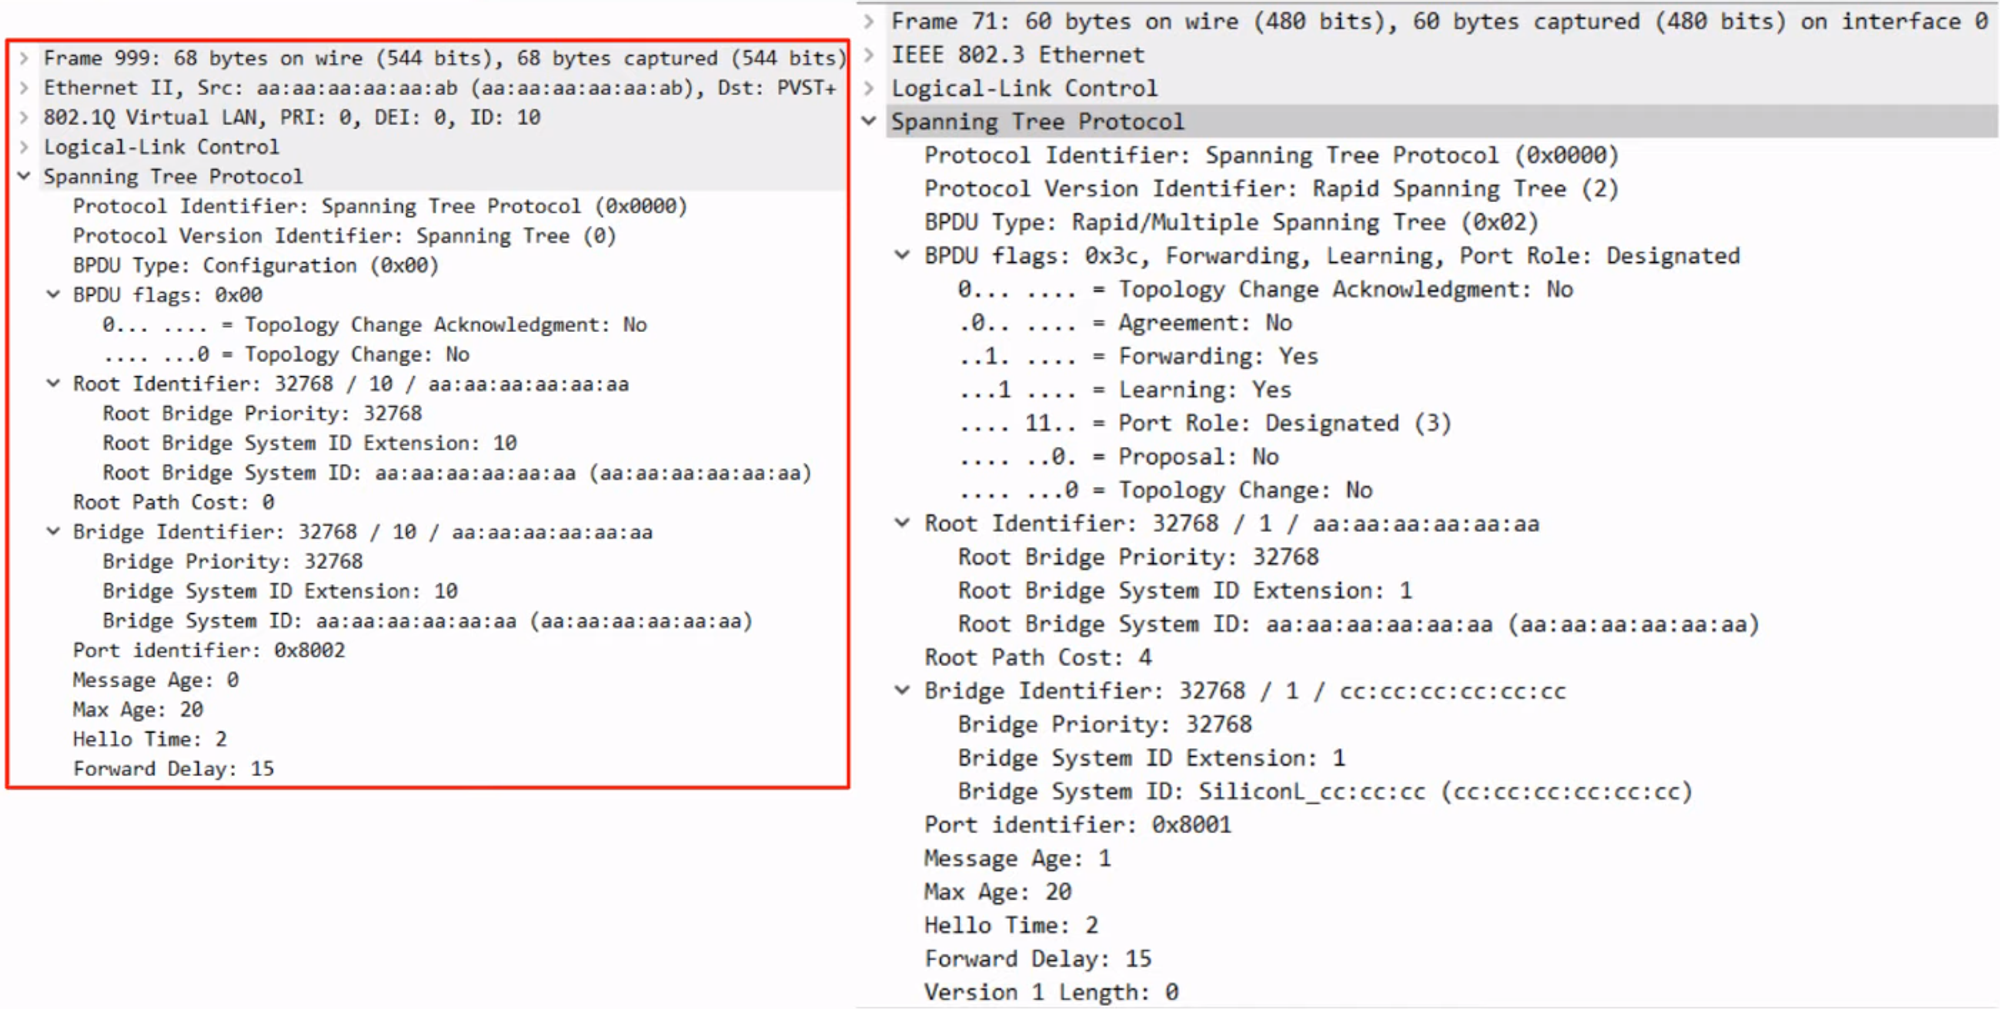 Frame 999: 68 bytes on wire (544 bits), 68 bytes captured (544 bits)
Ethernet II, Src: aa:aa:aa:aa:aa:ab (aa:aa:aa:aa:aa:ab), Dst: PVST+
802.1Q Virtual LAN, PRI: 0, DEI: 0, ID: 10
Logical-Link Control
Spanning Tree Protocol
Protocol Identifier: Spanning Tree Protocol (0x0000)
Protocol Version Identifier: Spanning Tree (0)
BPDU Type: Configuration (0x00)
BPDU flags: 0x00
0... .... = Topology Change Acknowledgment: No
.... ...0 = Topology Change: No
Root Identifier: 32768 / 10 / aa:aa:aa:aa:aa:aa
Root Bridge Priority: 32768
Root Bridge System ID Extension: 10
Root Bridge System ID: aa:aa:aa:aa:aa:aa (aa:aa:aa:aa:aa:aa)
Root Path Cost: 0
Bridge Identifier: 32768 / 10 / aa:aa:aa:aa:aa:aa
Bridge Priority: 32768
Bridge System ID Extension: 10
Bridge System ID: aa:aa:aa:aa:aa:aa (aa:aa:aa:aa:aa:aa)
Port identifier: 0x8002
Message Age: 0
Max Age: 20
Hello Time: 2
Forward Delay: 15
Frame 71: 60 bytes on wire (480 bits), 60 bytes captured (480 bits) on interface 0
IEEE 802.3 Ethernet
Logical-Link Control
Spanning Tree Protocol
Protocol Identifier: Spanning Tree Protocol (0x0000)
Protocol Version Identifier: Rapid Spanning Tree (2)
BPDU Type: Rapid/Multiple Spanning Tree (0x02)
BPDU flags: 0x3c, Forwarding, Learning, Port Role: Designated
0... .... = Topology Change Acknowledgment: No
.0.. .... = Agreement: No
..1. .... = Forwarding: Yes
...1 .... = Learning: Yes
.... 11.. = Port Role: Designated (3)
.... ..0. = Proposal: No
.... ...0 = Topology Change: No
Root Identifier: 32768 / 1 / aa:aa:aa:aa:aa:aa
Root Bridge Priority: 32768
Root Bridge System ID Extension: 1
Root Bridge System ID: aa:aa:aa:aa:aa:aa (aa:aa:aa:aa:aa:aa)
Root Path Cost: 4
Bridge Identifier: 32768 / 1 / cc:cc:cc:cc:cc:cc
Bridge Priority: 32768
Bridge System ID Extension: 1
Bridge System ID: SiliconL_cc:cc:cc (cc:cc:cc:cc:cc:cc)
Port identifier: 0x8001
Message Age: 1
Max Age: 20
Hello Time: 2
Forward Delay: 15
Version 1 Length: 0